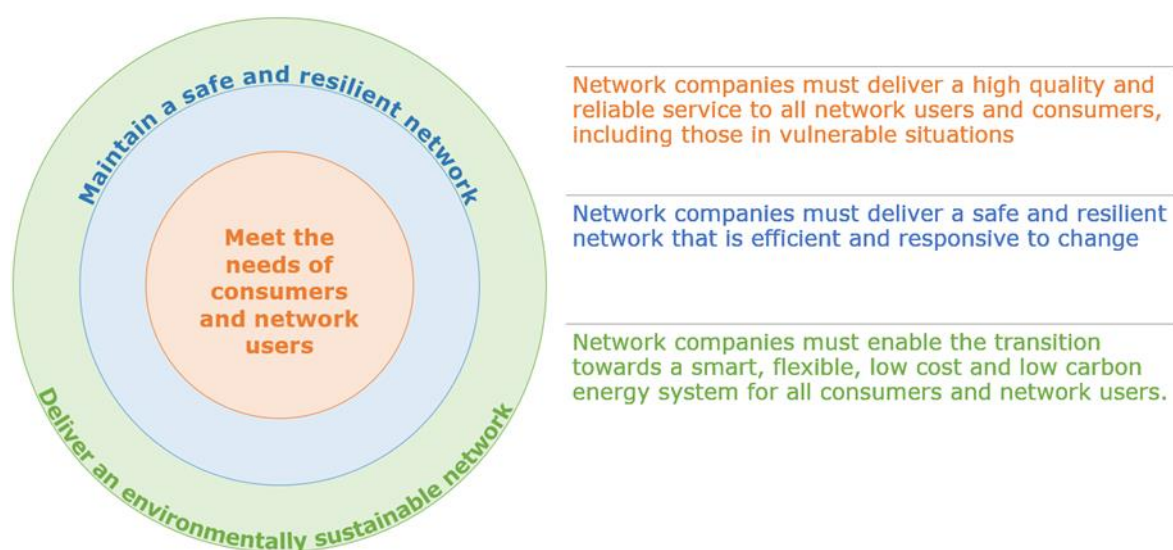 Maintain a safe and resilient network
Meet the
needs of
consumers
and network
users
Deliver an environmentally sustainable network
Network companies must deliver a high quality and
reliable service to all network users and consumers,
including those in vulnerable situations
Network companies must deliver a safe and resilient
network that is efficient and responsive to change
Network companies must enable the transition
towards a smart, flexible, low cost and low carbon
energy system for all consumers and network users.